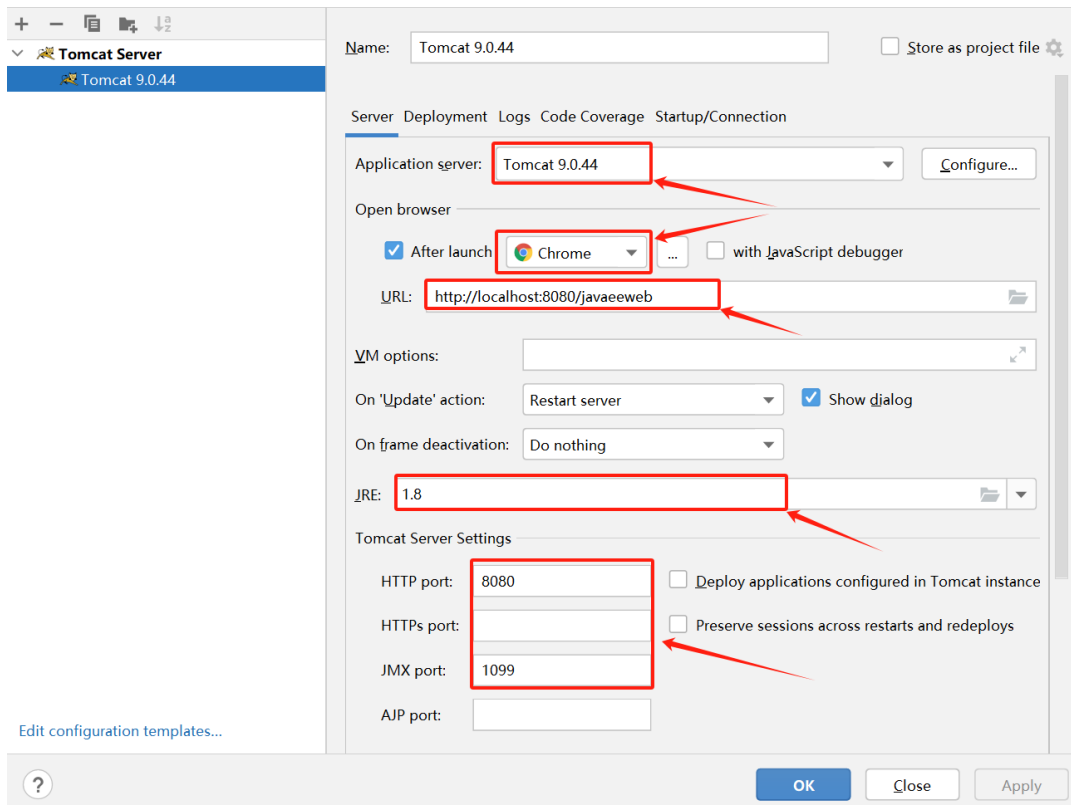 Tomcat Server
Tomcat 9.0.44
Edit configuration templates...
Name: Tomcat 9.0.44 Store as project file
Server Deployment Logs Code Coverage Startup/Connection
Application server: Tomcat 9.0.44 Configure...
Open browser
After launch Chrome ... with JavaScript debugger
URL: http://localhost:8080/javaeeweb
VM options:
On 'Update' action: Restart server Show dialog
On frame deactivation: Do nothing
JRE: 1.8
Tomcat Server Settings
HTTP port: 8080 Deploy applications configured in Tomcat instance
HTTPs port: Preserve sessions across restarts and redeploys
JMX port: 1099
AJP port:
? OK Close Apply